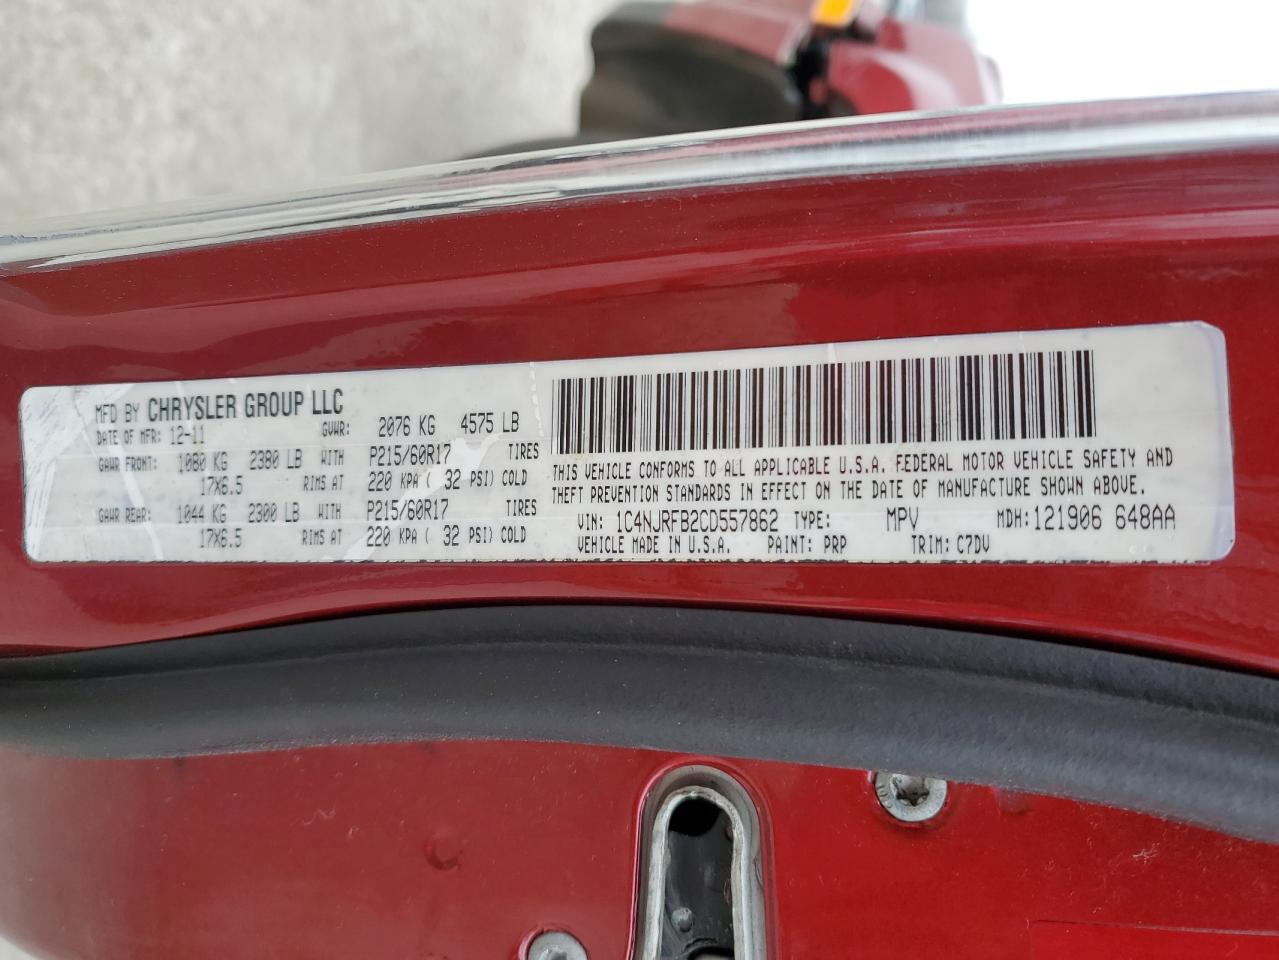 MFD BY CHRYSLER GROUP LLC
DATE OF MFR: 12-11 GVWR: 2076 KG 4575 LB
GAWR FRONT: 1080 KG 2380 LB WITH P215/60R17 TIRES
17X6.5 RIMS AT 220 KPA ( 32 PSI) COLD
GAWR REAR: 1044 KG 2300 LB WITH P215/60R17 TIRES
17X6.5 RIMS AT 220 KPA ( 32 PSI) COLD
THIS VEHICLE CONFORMS TO ALL APPLICABLE U.S.A. FEDERAL MOTOR VEHICLE SAFETY AND
THEFT PREVENTION STANDARDS IN EFFECT ON THE DATE OF MANUFACTURE SHOWN ABOVE.
VIN: 1C4NJRFB2CD557862 TYPE: MPV MDH:121906 648AA
VEHICLE MADE IN U.S.A. PAINT: PRP TRIM: C7DV